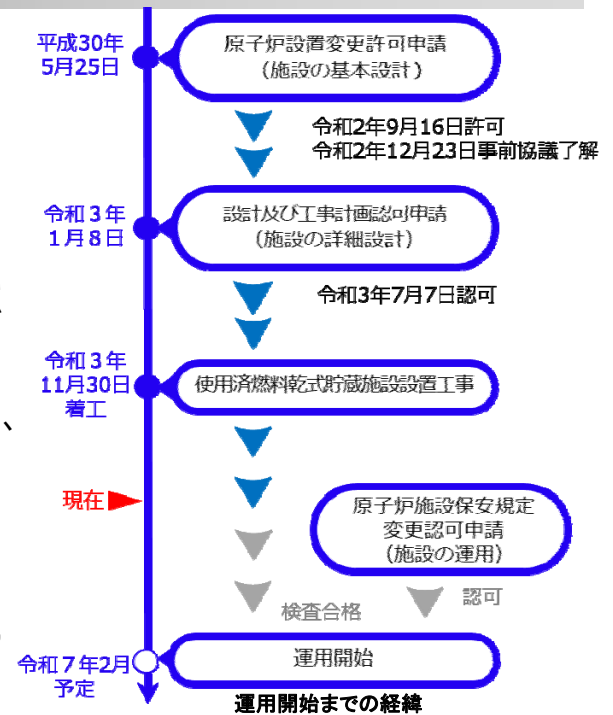 平成30年
5月25日
原子炉設置変更許可申請
（施設の基本設計）
令和2年9月16日許可
令和2年12月23日事前協議了解
令和３年
１月８日
設計及び工事計画認可申請
（施設の詳細設計）
令和3年7月7日認可
令和３年
11月30日
着工
使用済燃料乾式貯蔵施設設置工事
、
現在
原子炉施設保安規定
変更認可申請
（施設の運用）
検査合格
認可
令和７年2月
予定
運用開始
運用開始までの経緯